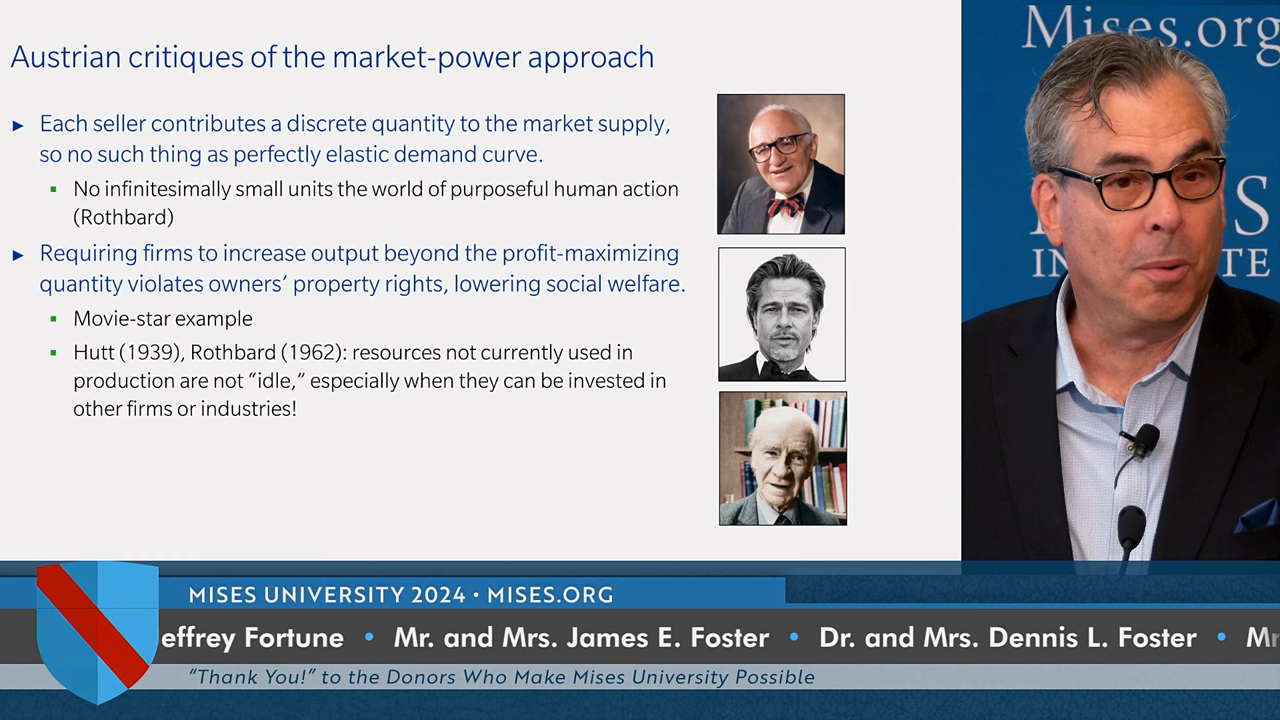 Austrian critiques of the market-power approach
► Each seller contributes a discrete quantity to the market supply,
so no such thing as perfectly elastic demand curve.
▪ No infinitesimally small units the world of purposeful human action
(Rothbard)
► Requiring firms to increase output beyond the profit-maximizing
quantity violates owners’ property rights, lowering social welfare.
▪ Movie-star example
▪ Hutt (1939), Rothbard (1962): resources not currently used in
production are not “idle,” especially when they can be invested in
other firms or industries!
Mises.org
S
IN TE
MISES UNIVERSITY 2024 • MISES.ORG
effrey Fortune • Mr. and Mrs. James E. Foster • Dr. and Mrs. Dennis L. Foster • Mr
“Thank You!” to the Donors Who Make Mises University Possible